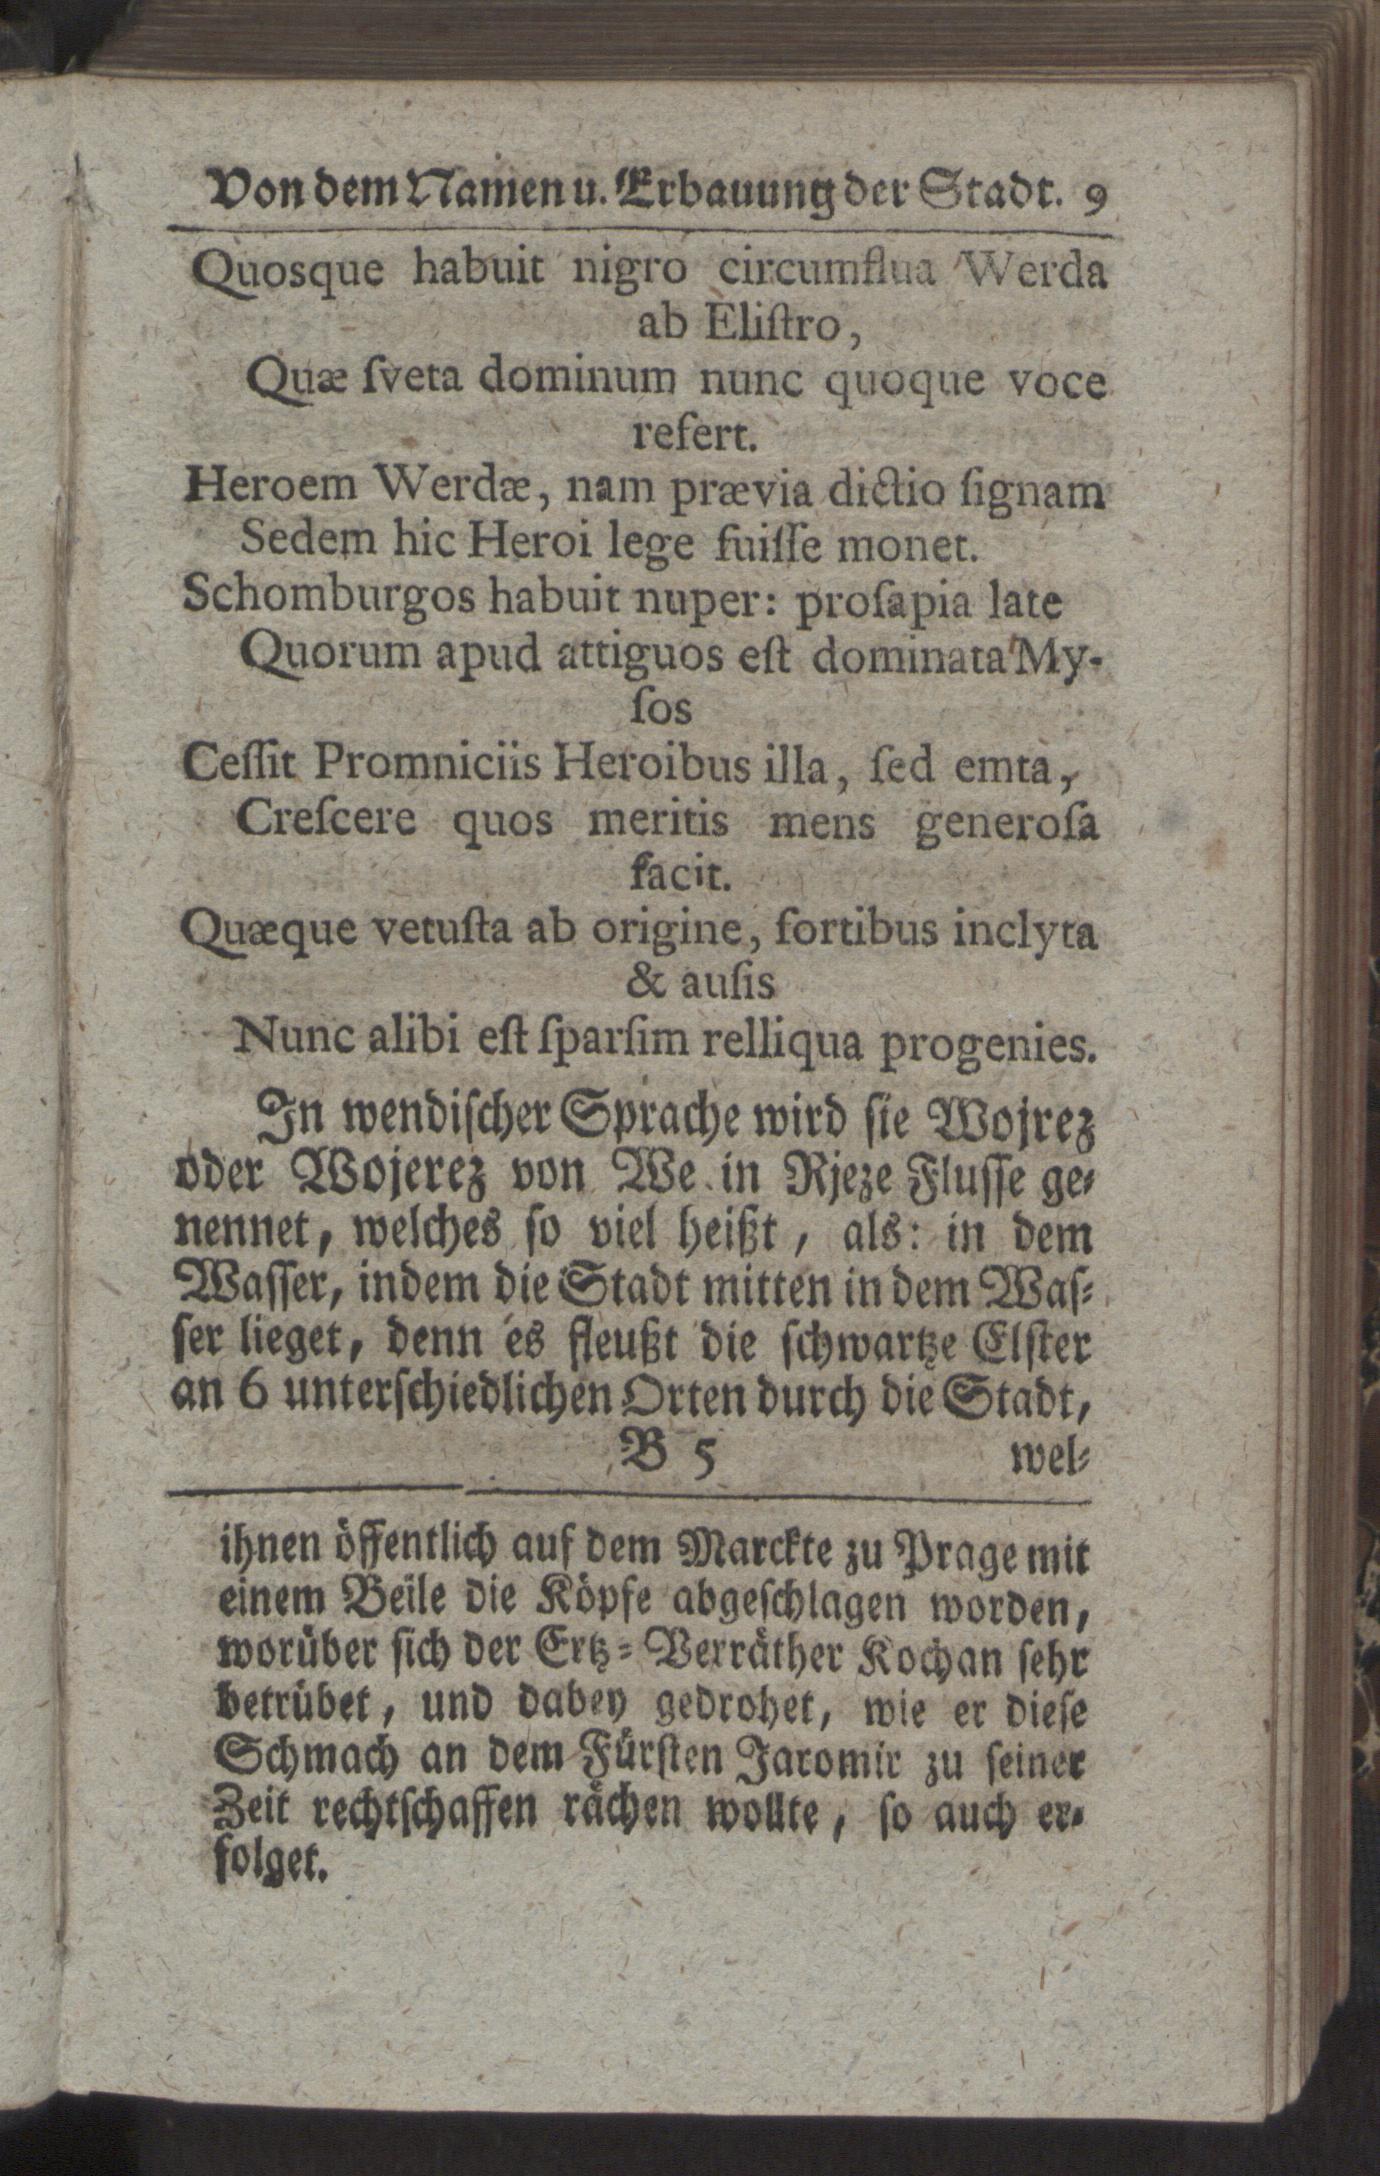 Von dem Namen u. Erbauung der Stadt. 9
Quosque habuit nigro circumflua Werda
ab Eliſtro,
Quæ ſveta dominum nunc quoque voce
refert.
Heroem Werdæ, nam prævia dictio ſignam
Sedem hic Heroi lege fuiſſe monet.
Schomburgos habuit nuper: proſapia late
Quorum apud attiguos eſt dominata My-
ſos
Ceſſit Promniciis Heroibus illa, ſed emta,
Creſcere quos meritis mens generoſa
facit.
Quæque vetuſta ab origine, fortibus inclyta
& auſis
Nunc alibi eſt ſparſim relliqua progenies.
In wendiſcher Sprache wird ſie Wojrez
oder Wojerez von We in Rjeze Fluſſe ge-
nennet, welches ſo viel heißt, als: in dem
Waſſer, indem die Stadt mitten in dem Waſ-
ſer lieget, denn es fleußt die ſchwartze Elſter
an 6 unterſchiedlichen Orten durch die Stadt,
B 5 wel-
ihnen öffentlich auf dem Marckte zu Prage mit
einem Beile die Köpfe abgeſchlagen worden,
worüber ſich der Ertz-Verräther Kochan ſehr
betrübet, und dabey gedrohet, wie er dieſe
Schmach an dem Fürſten Jaromir zu ſeiner
Zeit rechtſchaffen rächen wollte, ſo auch er-
folget.